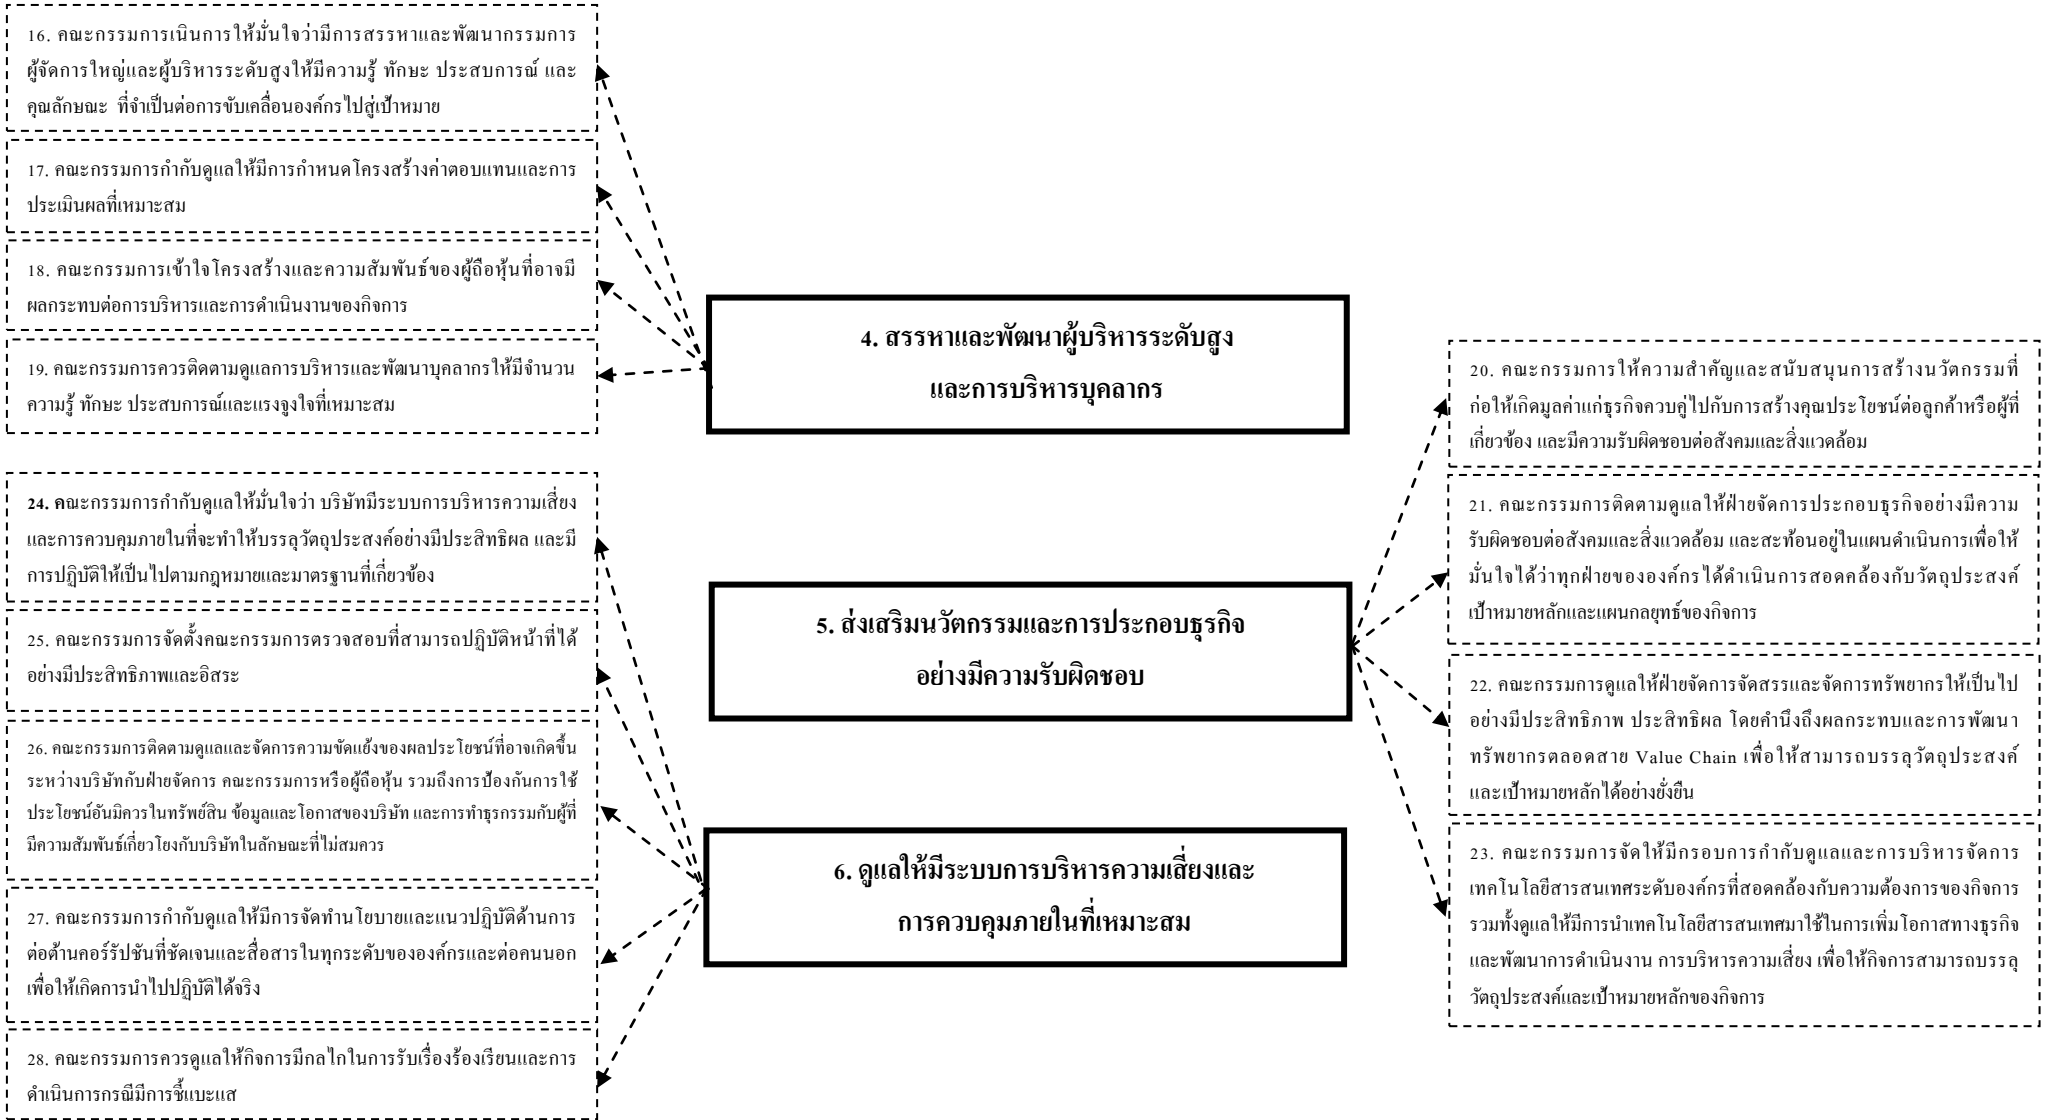 16. คณะกรรมการเนินการให้มั่นใจว่ามีการสรรหาและพัฒนากรรมการ
ผู้จัดการใหญ่และผู้บริหารระดับสูงให้มีความรู้ ทักษะ ประสบการณ์ และ
คุณลักษณะ ที่จำเป็นต่อการขับเคลื่อนองค์กรไปสู่เป้าหมาย
17. คณะกรรมการกำกับดูแลให้มีการกำหนดโครงสร้างค่าตอบแทนและการ
ประเมินผลที่เหมาะสม
18. คณะกรรมการเข้าใจโครงสร้างและความสัมพันธ์ของผู้ถือหุ้นที่อาจมี
ผลกระทบต่อการบริหารและการดำเนินงานของกิจการ
19. คณะกรรมการควรติดตามดูแลการบริหารและพัฒนาบุคลากรให้มีจำนวน
ความรู้ ทักษะ ประสบการณ์และแรงจูงใจที่เหมาะสม
4. สรรหาและพัฒนาผู้บริหารระดับสูง
และการบริหารบุคลากร
20. คณะกรรมการให้ความสำคัญและสนับสนุนการสร้างนวัตกรรมที่
ก่อให้เกิดมูลค่าแก่ธุรกิจควบคู่ไปกับการสร้างคุณประโยชน์ต่อลูกค้าหรือผู้ที่
เกี่ยวข้อง และมีความรับผิดชอบต่อสังคมและสิ่งแวดล้อม
21. คณะกรรมการติดตามดูแลให้ฝ่ายจัดการประกอบธุรกิจอย่างมีความ
รับผิดชอบต่อสังคมและสิ่งแวดล้อม และสะท้อนอยู่ในแผนดำเนินการเพื่อให้
มั่นใจได้ว่าทุกฝ่ายขององค์กรได้ดำเนินการสอดคล้องกับวัตถุประสงค์
เป้าหมายหลักและแผนกลยุทธ์ของกิจการ
5. ส่งเสริมนวัตกรรมและการประกอบธุรกิจ
อย่างมีความรับผิดชอบ
22. คณะกรรมการดูแลให้ฝ่ายจัดการจัดสรรและจัดการทรัพยากรให้เป็นไป
อย่างมีประสิทธิภาพ ประสิทธิผล โดยคำนึงถึงผลกระทบและการพัฒนา
ทรัพยากรตลอดสาย Value Chain เพื่อให้สามารถบรรลุวัตถุประสงค์
และเป้าหมายหลักได้อย่างยั่งยืน
23. คณะกรรมการจัดให้มีกรอบการกำกับดูแลและการบริหารจัดการ
เทคโนโลยีสารสนเทศระดับองค์กรที่สอดคล้องกับความต้องการของกิจการ
รวมทั้งดูแลให้มีการนำเทคโนโลยีสารสนเทศมาใช้ในการเพิ่มโอกาสทางธุรกิจ
และพัฒนาการดำเนินงาน การบริหารความเสี่ยง เพื่อให้กิจการสามารถบรรลุ
วัตถุประสงค์และเป้าหมายหลักของกิจการ
24. คณะกรรมการกำกับดูแลให้มั่นใจว่า บริษัทมีระบบการบริหารความเสี่ยง
และการควบคุมภายในที่จะทำให้บรรลุวัตถุประสงค์อย่างมีประสิทธิผล และมี
การปฏิบัติให้เป็นไปตามกฎหมายและมาตรฐานที่เกี่ยวข้อง
25. คณะกรรมการจัดตั้งคณะกรรมการตรวจสอบที่สามารถปฏิบัติหน้าที่ได้
อย่างมีประสิทธิภาพและอิสระ
26. คณะกรรมการติดตามดูแลและจัดการความขัดแย้งของผลประโยชน์ที่อาจเกิดขึ้น
ระหว่างบริษัทกับฝ่ายจัดการ คณะกรรมการหรือผู้ถือหุ้น รวมถึงการป้องกันการใช้
ประโยชน์อันมิควรในทรัพย์สิน ข้อมูลและโอกาสของบริษัท และการทำธุรกรรมกับผู้ที่
มีความสัมพันธ์เกี่ยวโยงกับบริษัทในลักษณะที่ไม่สมควร
6. ดูแลให้มีระบบการบริหารความเสี่ยงและ
การควบคุมภายในที่เหมาะสม
27. คณะกรรมการกำกับดูแลให้มีการจัดทำนโยบายและแนวปฏิบัติด้านการ
ต่อต้านคอร์รัปชันที่ชัดเจนและสื่อสารในทุกระดับขององค์กรและต่อคนนอก
เพื่อให้เกิดการนำไปปฏิบัติได้จริง
28. คณะกรรมการควรดูแลให้กิจการมีกลไกในการรับเรื่องร้องเรียนและการ
ดำเนินการกรณีมีการชี้แบะแส